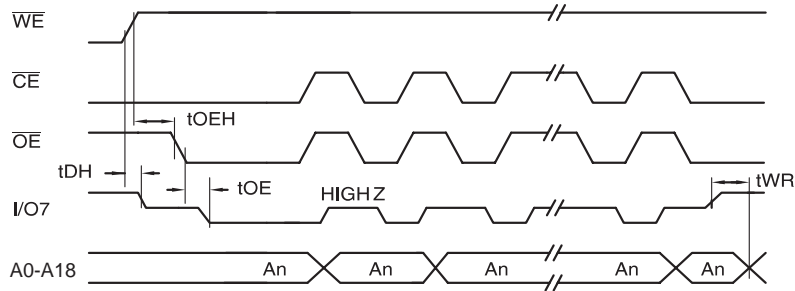 WE
CE
tOEH
OE
tDH
tOE
tWR
HIGH Z
I/O7
A0-A18 An An An An An